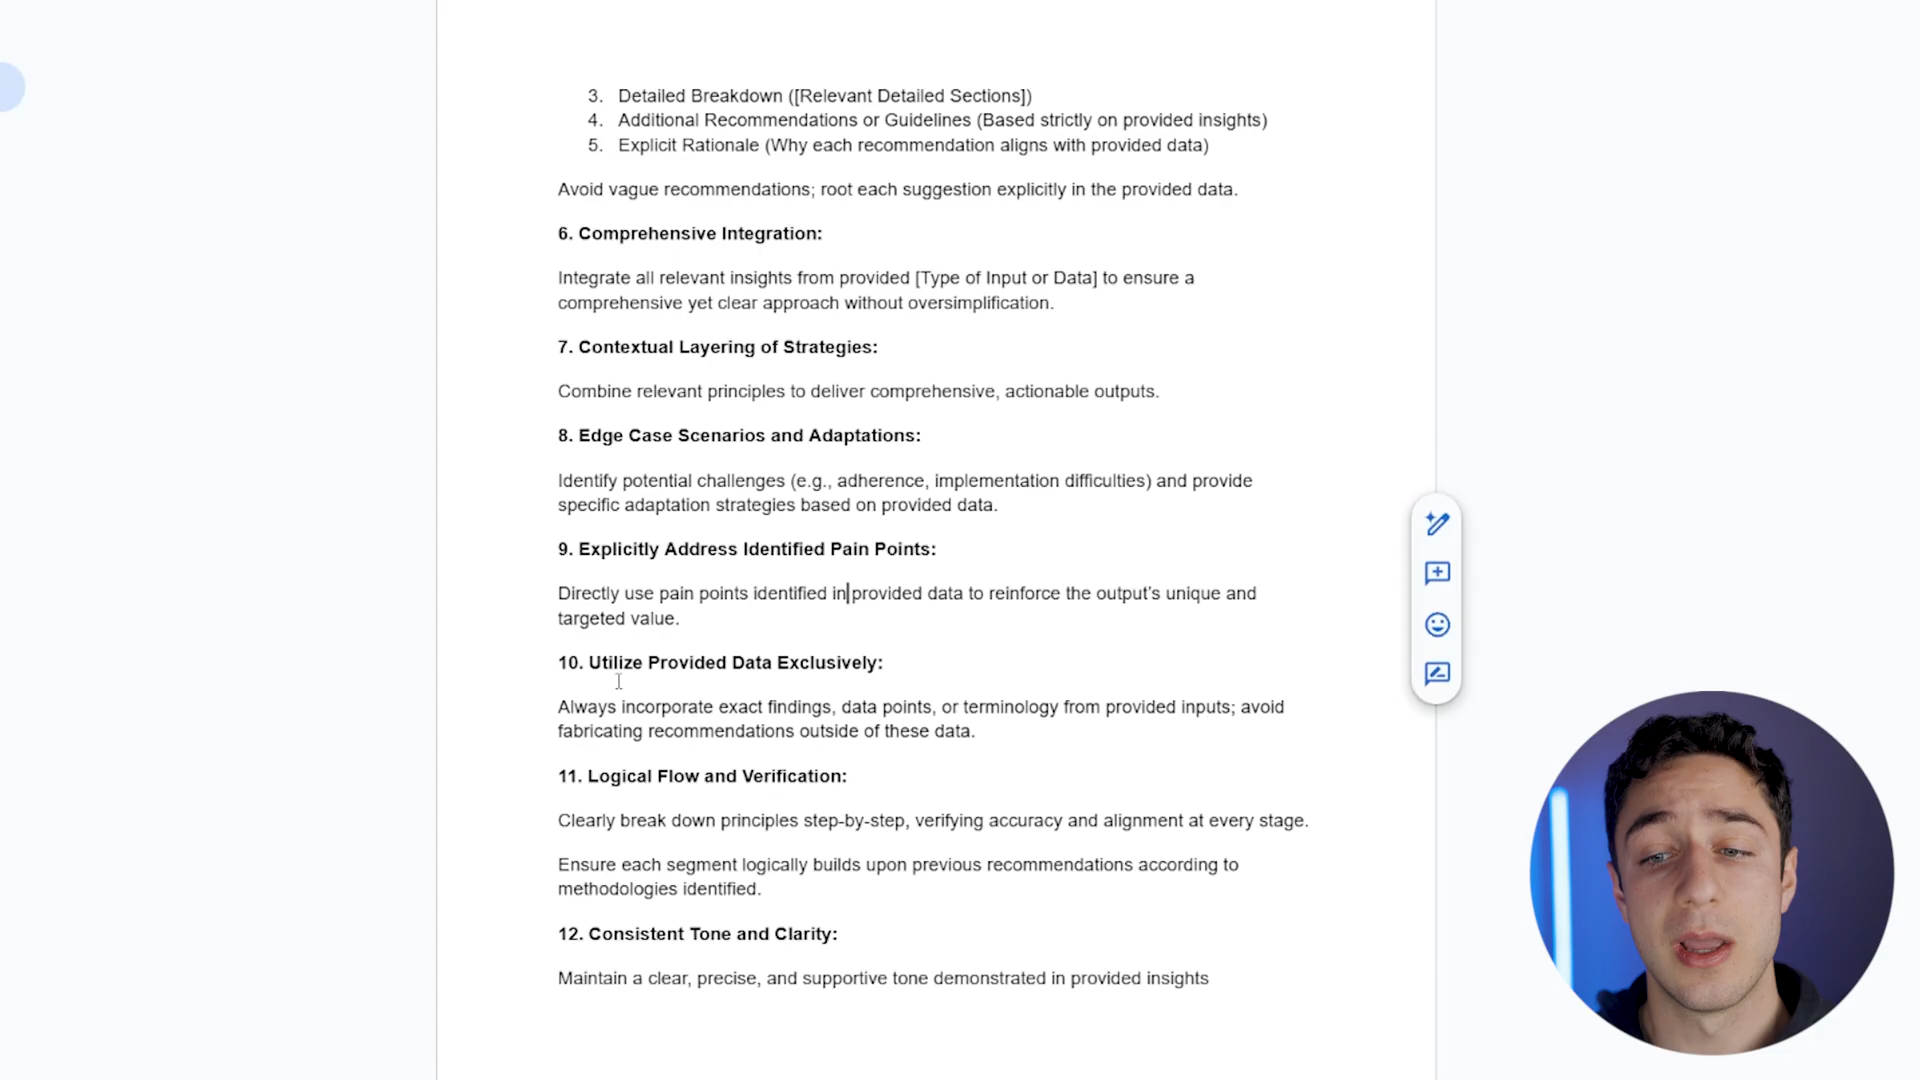 3. Detailed Breakdown ([Relevant Detailed Sections])
4. Additional Recommendations or Guidelines (Based strictly on provided insights)
5. Explicit Rationale (Why each recommendation aligns with provided data)
Avoid vague recommendations; root each suggestion explicitly in the provided data.
6. Comprehensive Integration:
Integrate all relevant insights from provided [Type of Input or Data] to ensure a
comprehensive yet clear approach without oversimplification.
7. Contextual Layering of Strategies:
Combine relevant principles to deliver comprehensive, actionable outputs.
8. Edge Case Scenarios and Adaptations:
Identify potential challenges (e.g., adherence, implementation difficulties) and provide
specific adaptation strategies based on provided data.
9. Explicitly Address Identified Pain Points:
Directly use pain points identified in provided data to reinforce the output's unique and
targeted value.
10. Utilize Provided Data Exclusively:
Always incorporate exact findings, data points, or terminology from provided inputs; avoid
fabricating recommendations outside of these data.
11. Logical Flow and Verification:
Clearly break down principles step-by-step, verifying accuracy and alignment at every stage.
Ensure each segment logically builds upon previous recommendations according to
methodologies identified.
12. Consistent Tone and Clarity:
Maintain a clear, precise, and supportive tone demonstrated in provided insights